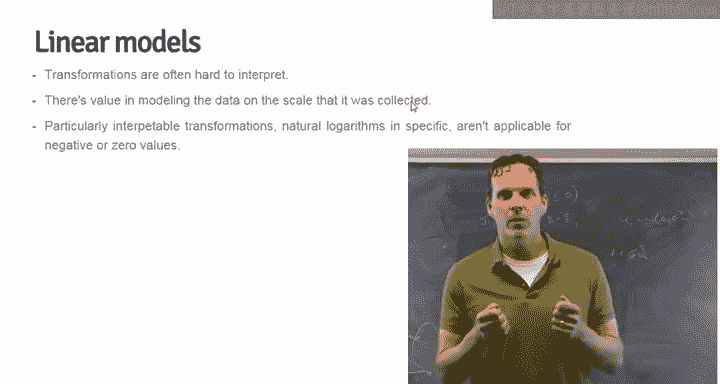 Linear models
- Transformations are often hard to interpret.
- There's value in modeling the data on the scale that it was collected.
- Particularly interpetable transformations, natural logarithms in specific, aren't applicable for
negative or zero values.